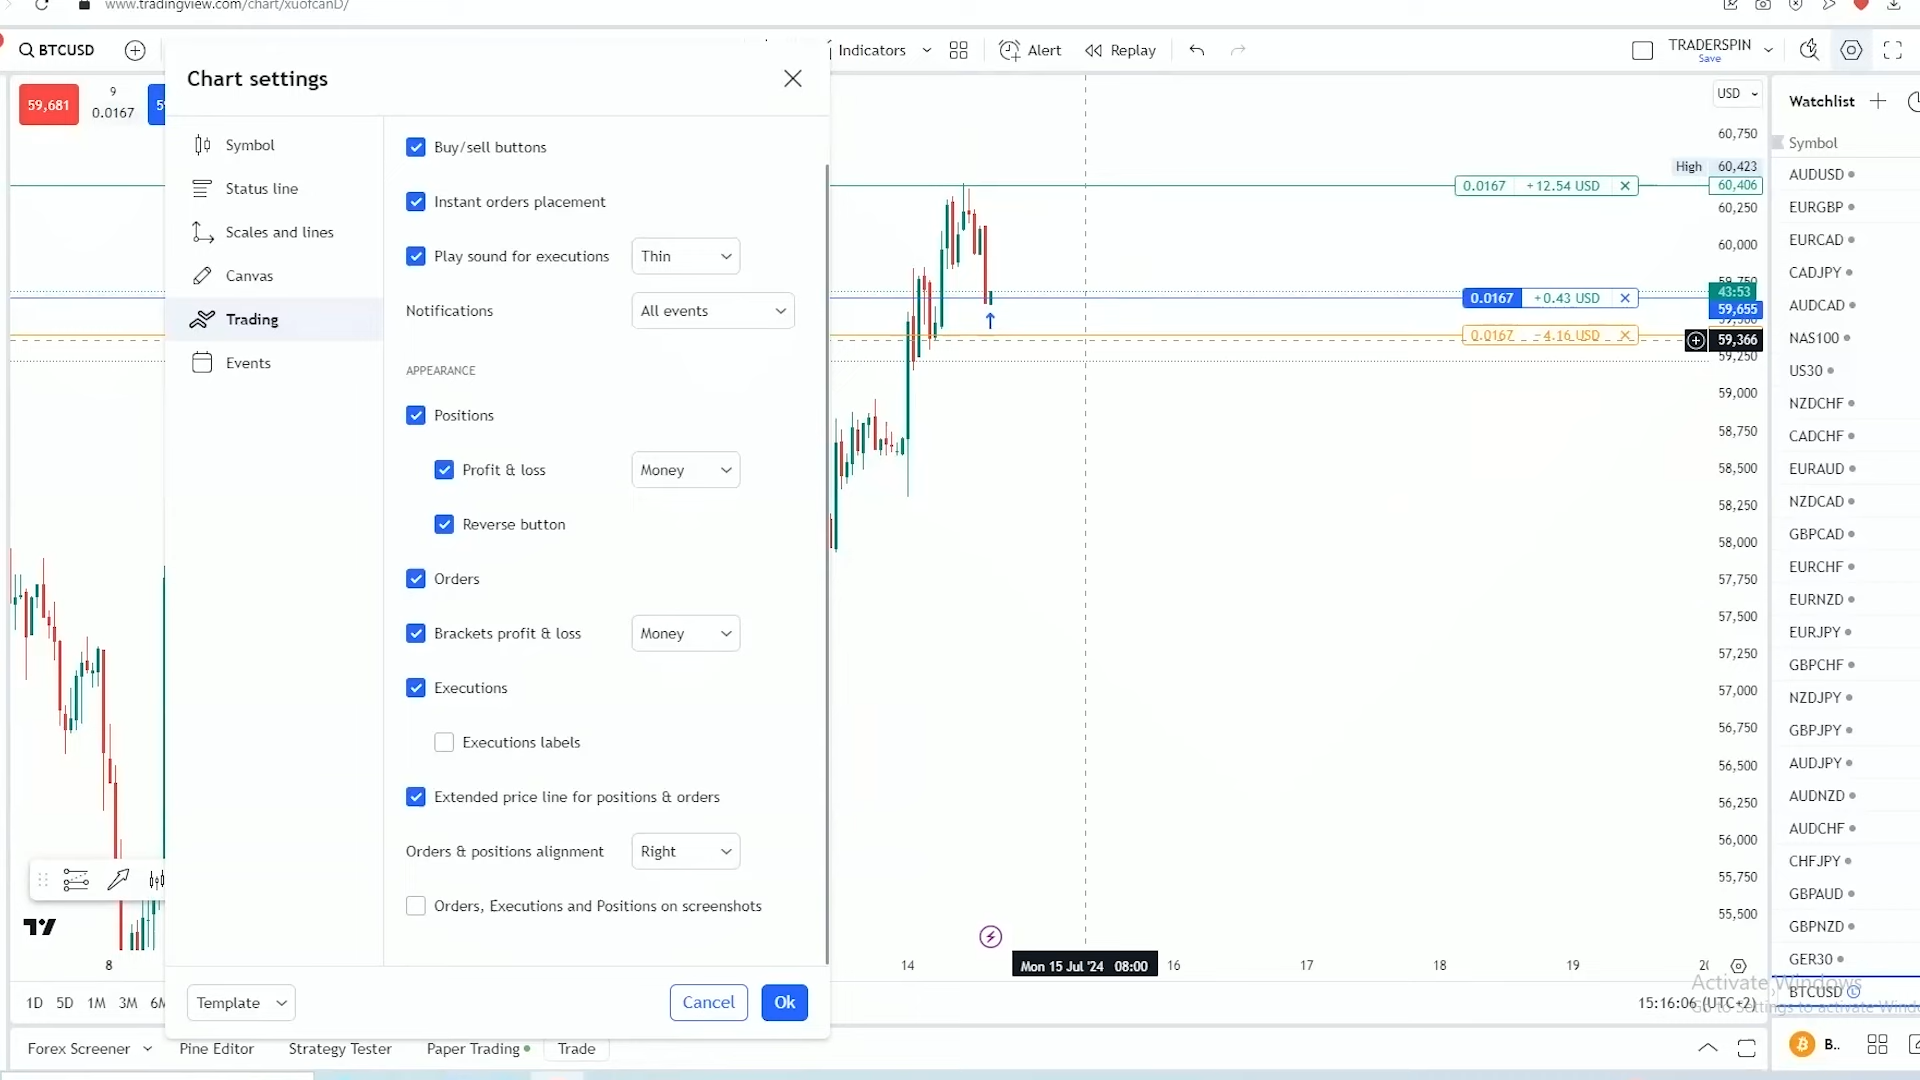 www.tradingview.com/chart/xuofcanD/
BTCUSD
Indicators
Alert
Replay
TRADERSPIN
Save
59,681
9
0.0167
Chart settings
Symbol
Status line
Scales and lines
Canvas
Trading
Events
Buy/sell buttons
Instant orders placement
Play sound for executions Thin
Notifications All events
APPEARANCE
Positions
Profit & loss Money
Reverse button
Orders
Brackets profit & loss Money
Executions
Executions labels
Extended price line for positions & orders
Orders & positions alignment Right
Orders, Executions and Positions on screenshots
Template
Cancel
Ok
0.0167 +12.54 USD
0.0167 +0.43 USD
0.0167 -4.16 USD
USD
60,750
High 60,423
60,406
60,250
60,000
43:53
59,655
59,366
59,250
59,000
58,750
58,500
58,250
58,000
57,750
57,500
57,250
57,000
56,750
56,500
56,250
56,000
55,750
55,500
8
14
Mon 15 Jul '24 08:00
16
17
18
19
Watchlist
Symbol
AUDUSD
EURGBP
EURCAD
CADJPY
AUDCAD
NAS100
US30
NZDCHF
CADCHF
EURAUD
NZDCAD
GBPCAD
EURCHF
EURNZD
EURJPY
GBPCHF
NZDJPY
GBPJPY
AUDJPY
AUDNZD
AUDCHF
CHFJPY
GBPAUD
GBPNZD
GER30
BTCUSD
Activate Windows
Go to Settings to activate Wind
1D 5D 1M 3M 6M
15:16:06 (UTC+2)
Forex Screener
Pine Editor
Strategy Tester
Paper Trading
Trade
B..